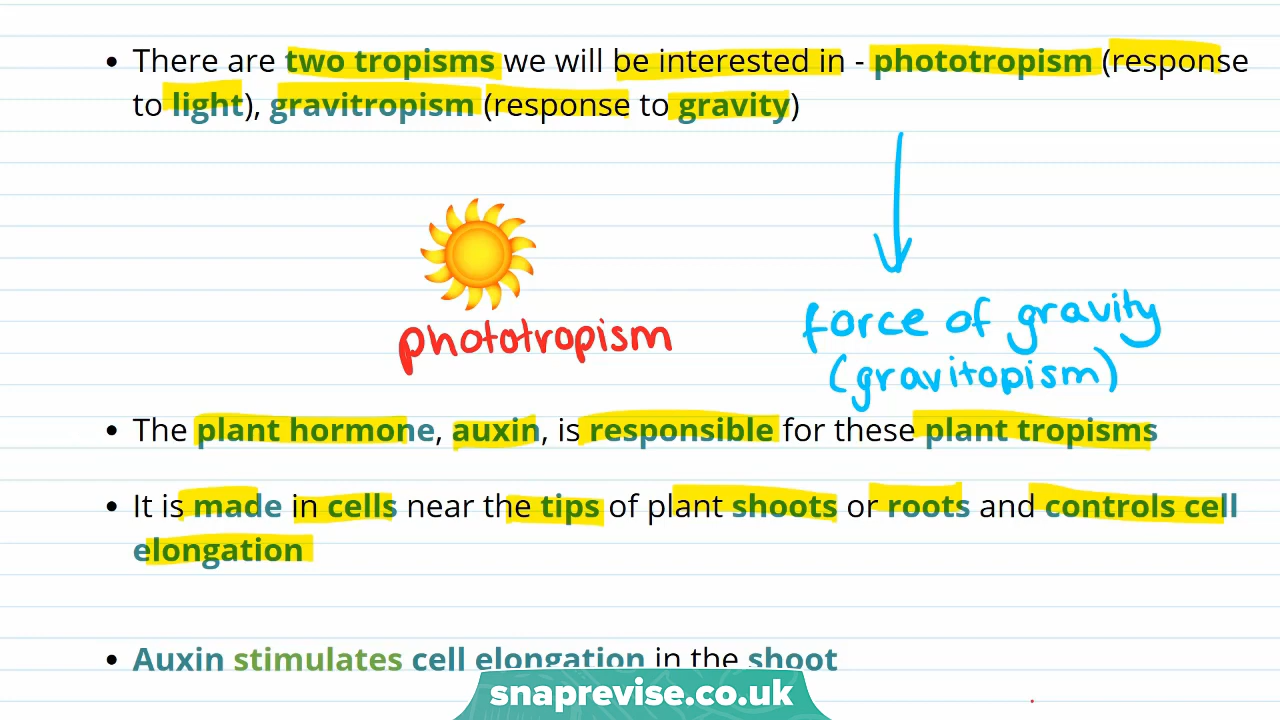 • There are two tropisms we will be interested in - phototropism (response
to light), gravitropism (response to gravity)
phototropism
force of gravity
(gravitopism)
• The plant hormone, auxin, is responsible for these plant tropisms
• It is made in cells near the tips of plant shoots or roots and controls cell
elongation
• Auxin stimulates cell elongation in the shoot
snaprevise.co.uk